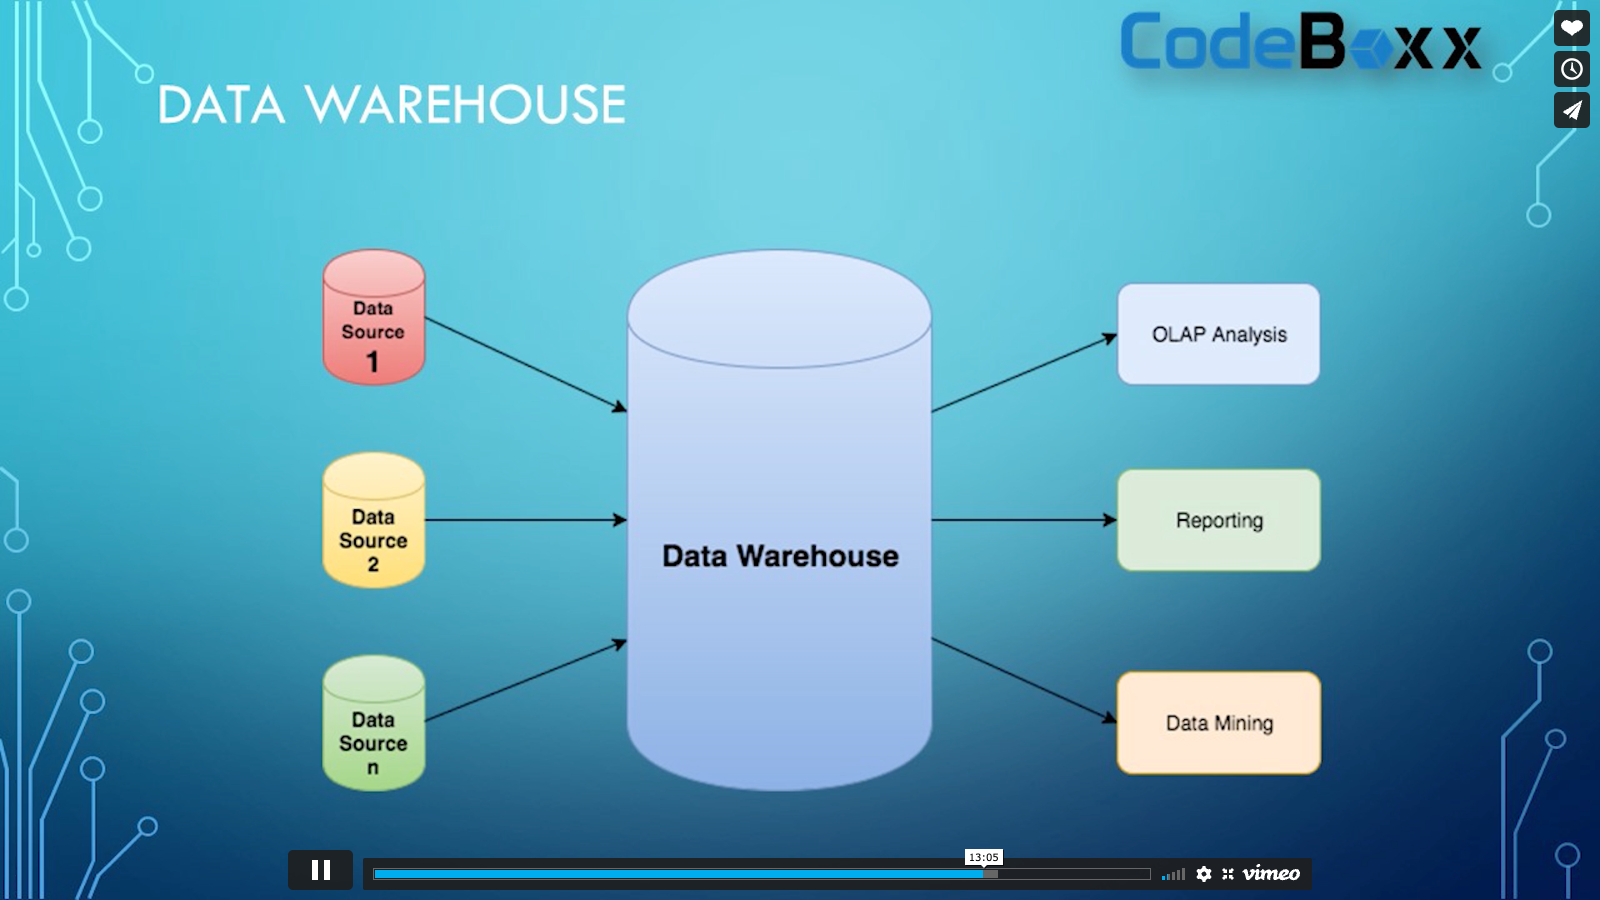 CodeBoxx
DATA WAREHOUSE
Data
Source
1
Data
Source
2
Data
Source
n
Data Warehouse
OLAP Analysis
Reporting
Data Mining
13:05
vimeo